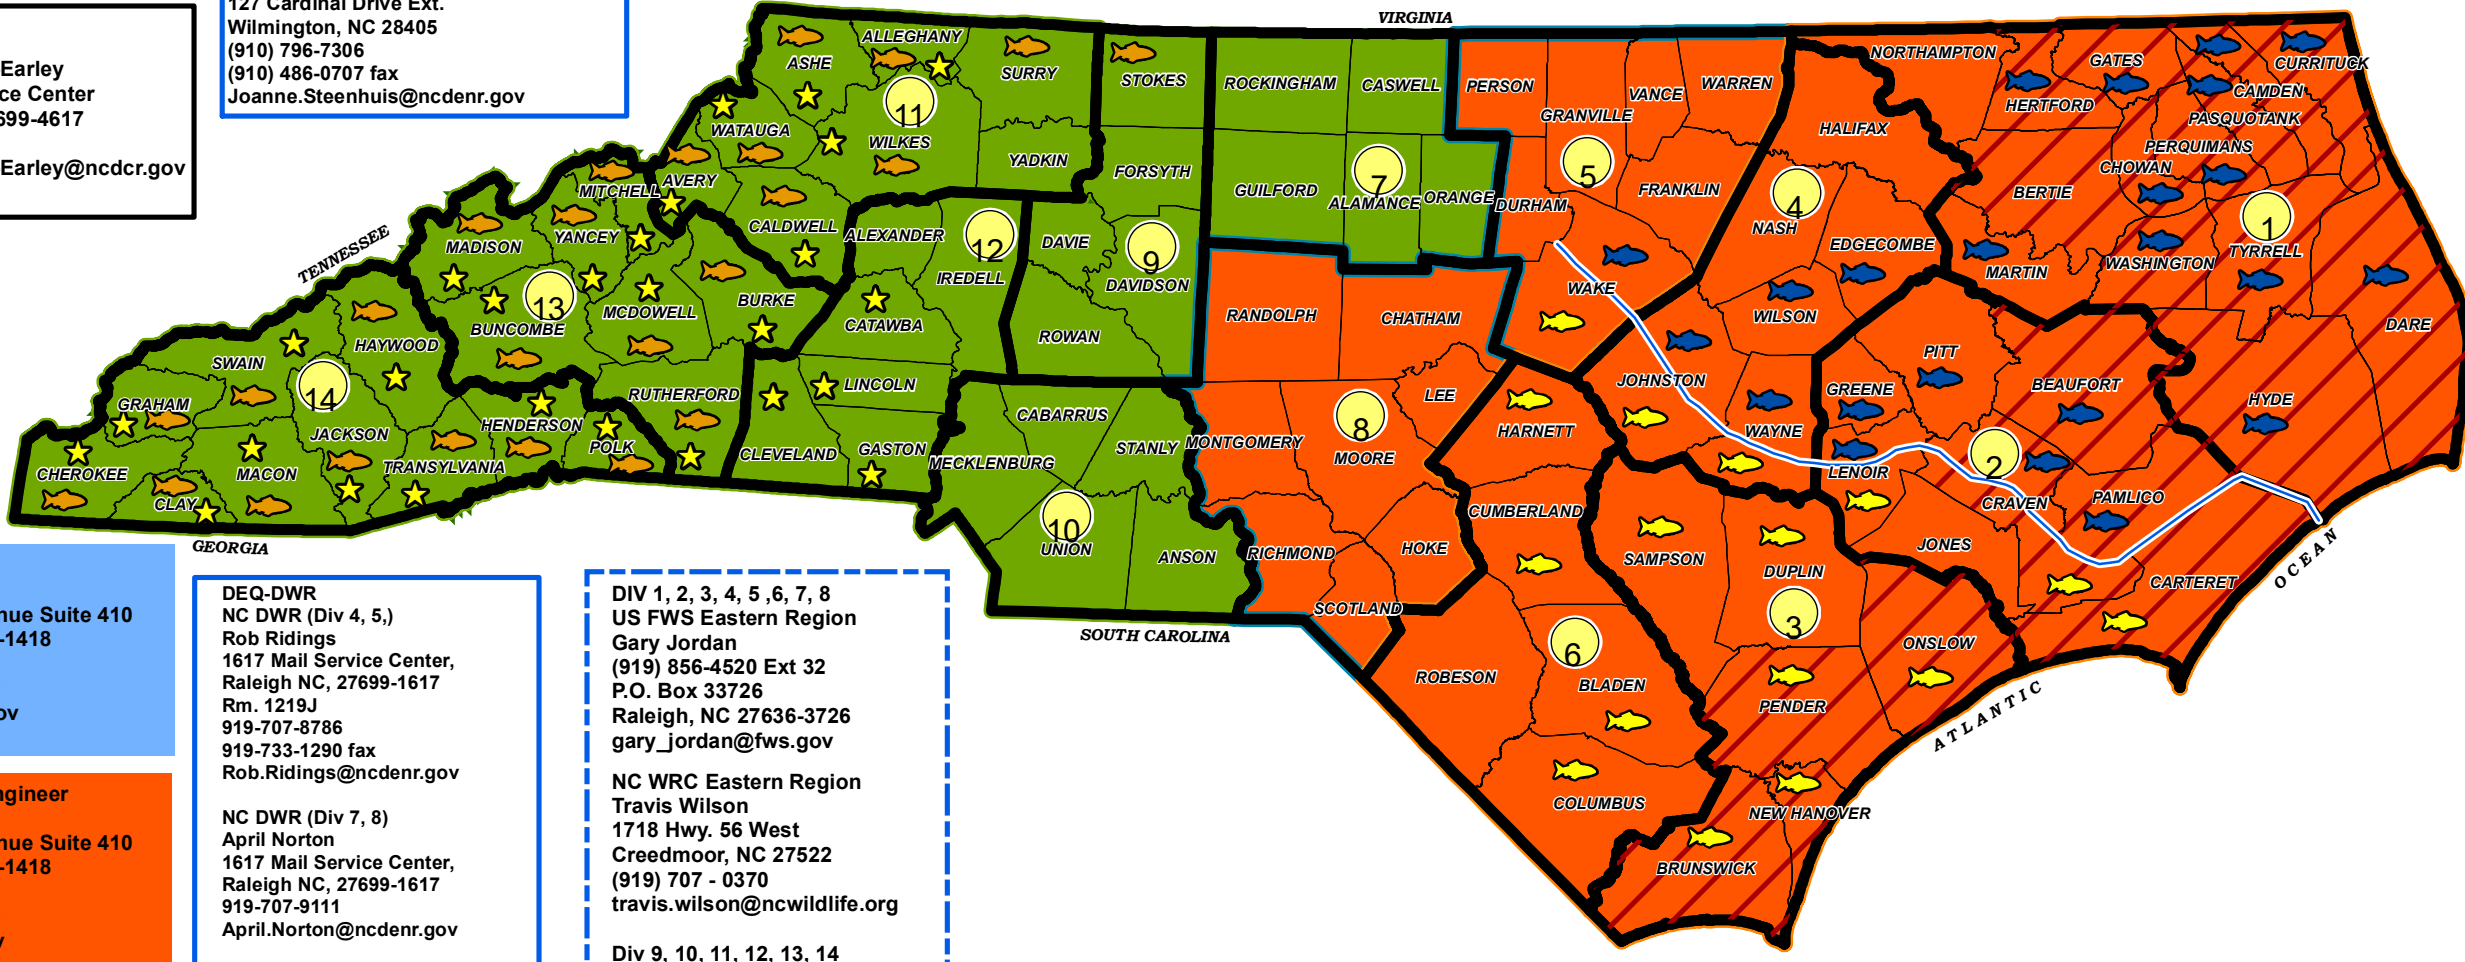 Earley
ce Center
699-4617
Earley@ncdcr.gov
127 Cardinal Drive Ext.
Wilmington, NC 28405
(910) 796-7306
(910) 486-0707 fax
Joanne.Steenhuis@ncdenr.gov
VIRGINIA
TENNESSEE
GEORGIA
SOUTH CAROLINA
ATLANTIC
OCEAN
ASHE
ALLEGHANY
SURRY
STOKES
ROCKINGHAM
CASWELL
PERSON
GRANVILLE
VANCE
WARREN
NORTHAMPTON
GATES
CURRITUCK
HERTFORD
CAMDEN
PASQUOTANK
PERQUIMANS
CHOWAN
BERTIE
HALIFAX
11
WATAUGA
WILKES
YADKIN
FORSYTH
GUILFORD
7
ALAMANCE
ORANGE
DURHAM
5
FRANKLIN
4
NASH
EDGECOMBE
MARTIN
WASHINGTON
1
TYRRELL
DARE
MITCHELL
AVERY
CALDWELL
ALEXANDER
12
IREDELL
DAVIE
9
DAVIDSON
MADISON
YANCEY
13
BUNCOMBE
MCDOWELL
BURKE
CATAWBA
ROWAN
RANDOLPH
CHATHAM
WAKE
WILSON
SWAIN
HAYWOOD
14
GRAHAM
JACKSON
HENDERSON
RUTHERFORD
POLK
LINCOLN
CLEVELAND
GASTON
CABARRUS
STANLY
MECKLENBURG
MONTGOMERY
8
MOORE
LEE
HARNETT
JOHNSTON
WAYNE
GREENE
PITT
BEAUFORT
HYDE
LENOIR
2
CRAVEN
PAMLICO
CHEROKEE
CLAY
MACON
TRANSYLVANIA
10
UNION
ANSON
RICHMOND
HOKE
SCOTLAND
CUMBERLAND
SAMPSON
DUPLIN
3
JONES
CARTERET
ONSLOW
ROBESON
6
BLADEN
PENDER
COLUMBUS
NEW HANOVER
BRUNSWICK
nue Suite 410
-1418
ov
ngineer
nue Suite 410
-1418
DEQ-DWR
NC DWR (Div 4, 5,)
Rob Ridings
1617 Mail Service Center,
Raleigh NC, 27699-1617
Rm. 1219J
919-707-8786
919-733-1290 fax
Rob.Ridings@ncdenr.gov
NC DWR (Div 7, 8)
April Norton
1617 Mail Service Center,
Raleigh NC, 27699-1617
919-707-9111
April.Norton@ncdenr.gov
DIV 1, 2, 3, 4, 5 ,6, 7, 8
US FWS Eastern Region
Gary Jordan
(919) 856-4520 Ext 32
P.O. Box 33726
Raleigh, NC 27636-3726
gary_jordan@fws.gov
NC WRC Eastern Region
Travis Wilson
1718 Hwy. 56 West
Creedmoor, NC 27522
(919) 707 - 0370
travis.wilson@ncwildlife.org
Div 9, 10, 11, 12, 13, 14